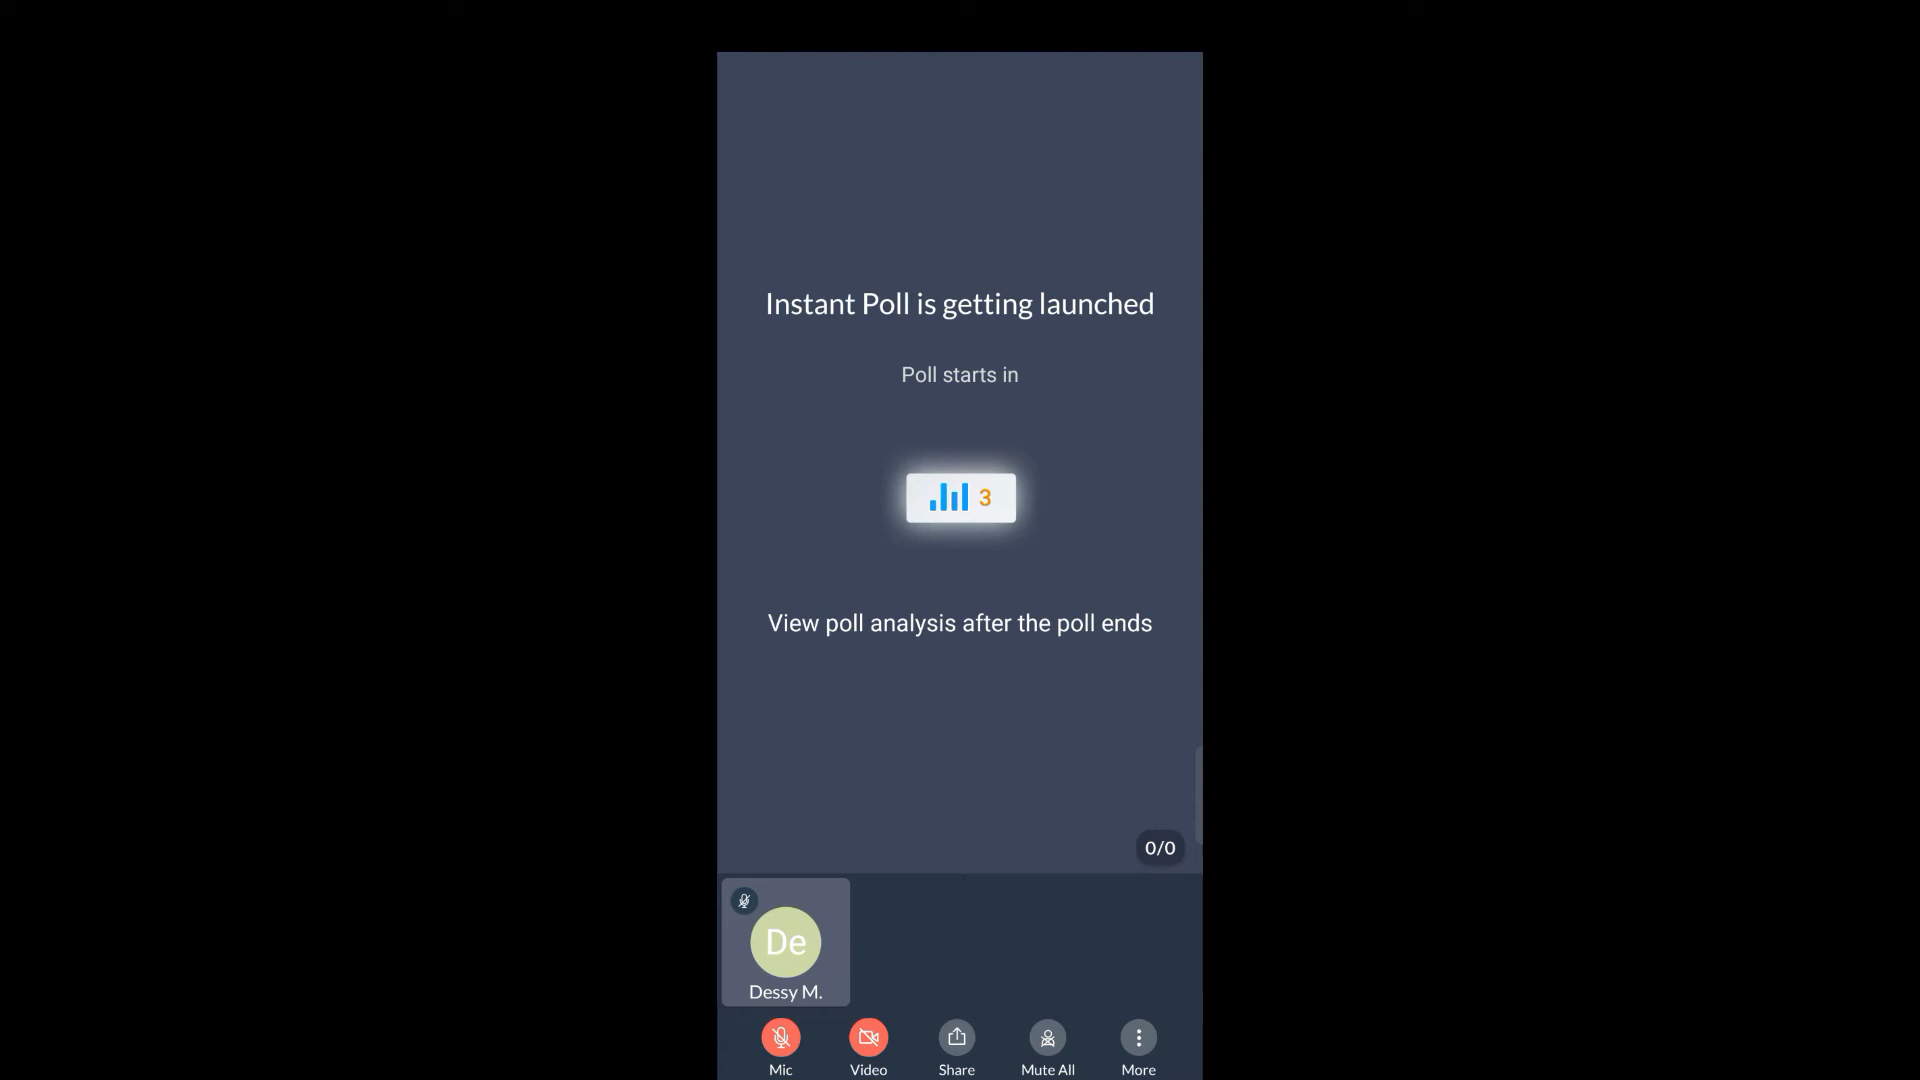 Instant Poll is getting launched
Poll starts in
3
View poll analysis after the poll ends
0/0
De
Dessy M.
Mic Video Share Mute All More